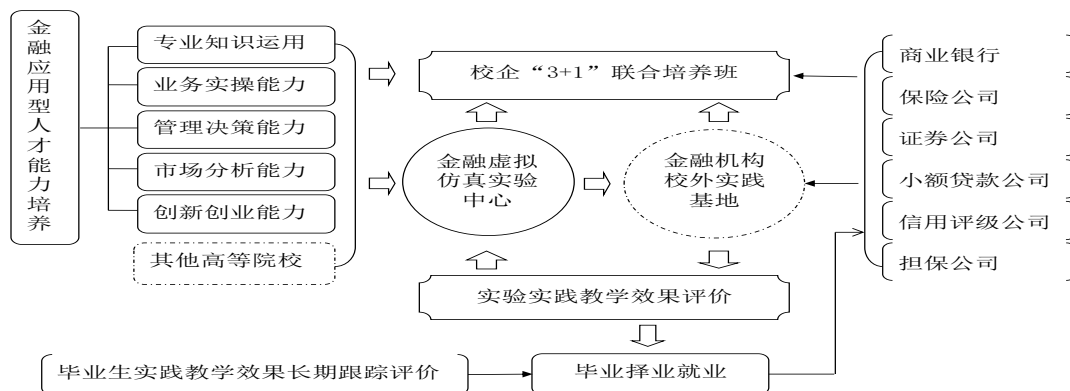 金融应用型人才能力培养
专业知识运用
业务实操能力
管理决策能力
市场分析能力
创新创业能力
其他高等院校
校企“3+1”联合培养班
金融虚拟
仿真实验
中心
金融机构
校外实践
基地
实验实践教学效果评价
毕业生实践教学效果长期跟踪评价
毕业择业就业
商业银行
保险公司
证券公司
小额贷款公司
信用评级公司
担保公司